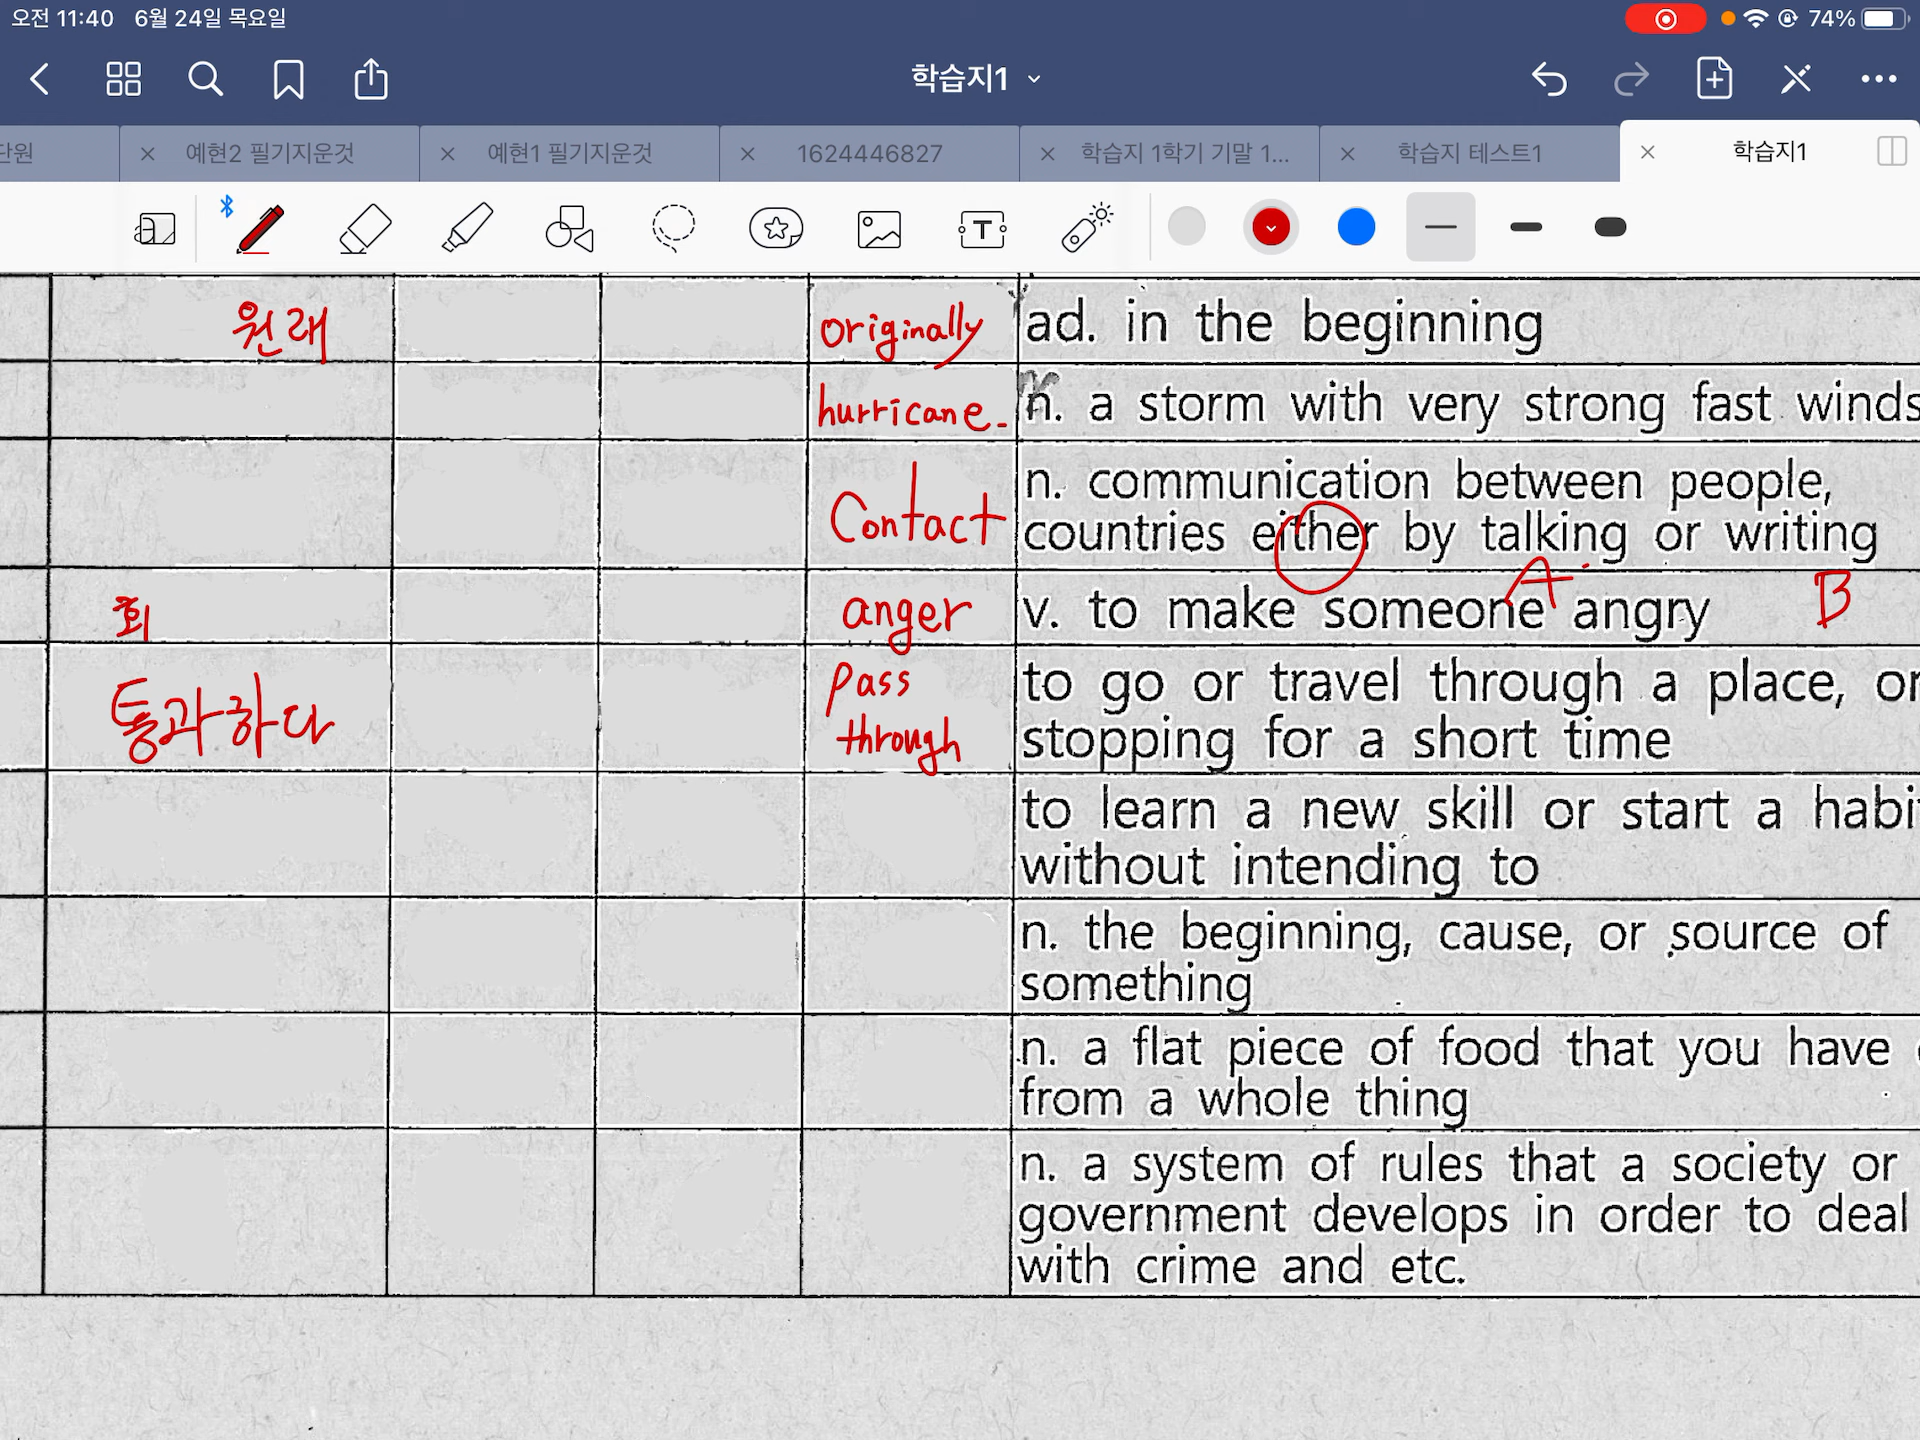 오전 11:40 6월 24일 목요일
74%
학습지1
단원
예현2 필기지운것
예현1 필기지운것
1624446827
학습지 1학기 기말 1...
학습지 테스트1
학습지1
원래 originally ad. in the beginning
hurricane n. a storm with very strong fast winds
contact n. communication between people,
countries either by talking or writing
A B
anger v. to make someone angry
통과하다 pass through to go or travel through a place, or
stopping for a short time
to learn a new skill or start a habi
without intending to
n. the beginning, cause, or source of
something
n. a flat piece of food that you have
from a whole thing
n. a system of rules that a society or
government develops in order to deal
with crime and etc.